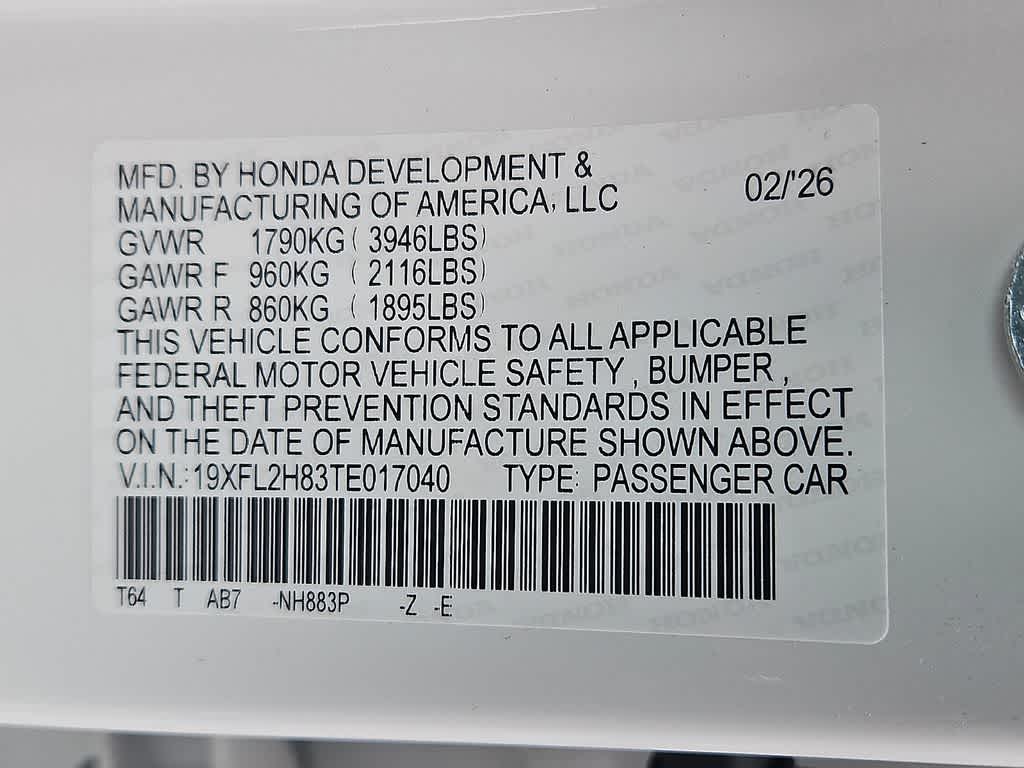 MFD. BY HONDA DEVELOPMENT &
MANUFACTURING OF AMERICA, LLC 02/'26
GVWR 1790KG ( 3946LBS)
GAWR F 960KG ( 2116LBS)
GAWR R 860KG ( 1895LBS)
THIS VEHICLE CONFORMS TO ALL APPLICABLE
FEDERAL MOTOR VEHICLE SAFETY , BUMPER ,
AND THEFT PREVENTION STANDARDS IN EFFECT
ON THE DATE OF MANUFACTURE SHOWN ABOVE.
V.I.N.: 19XFL2H83TE017040 TYPE: PASSENGER CAR
T64 T AB7 -NH883P -Z -E